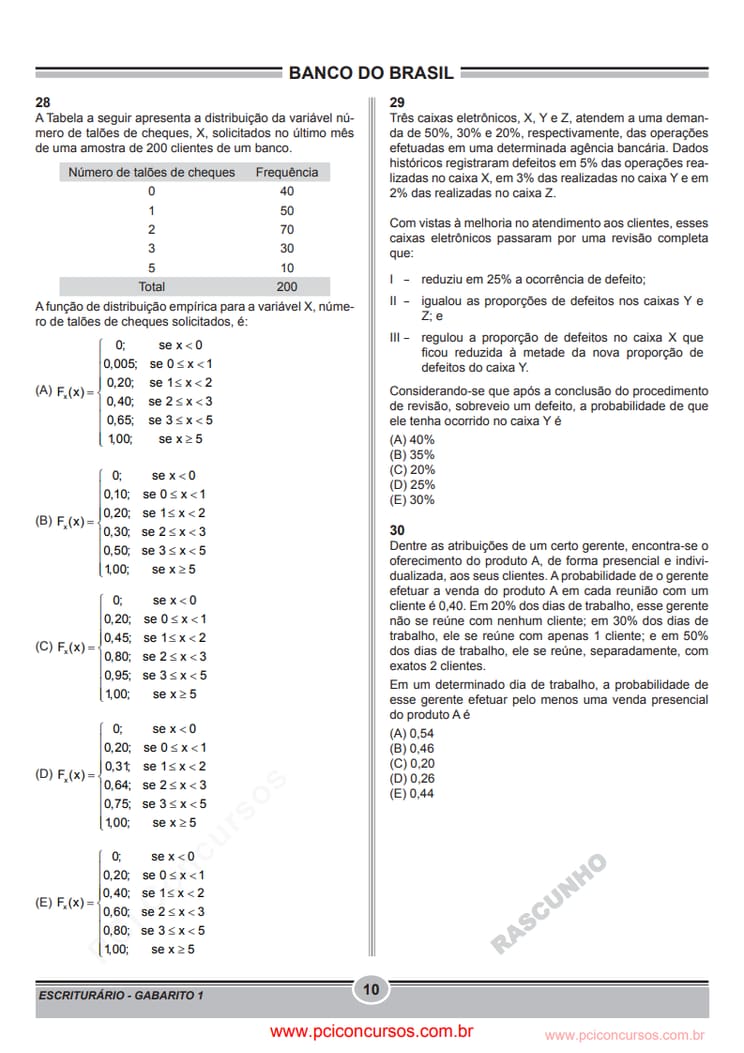 BANCO DO BRASIL
28
A Tabela a seguir apresenta a distribuição da variável nú-
mero de talões de cheques, X, solicitados no último mês
de uma amostra de 200 clientes de um banco.
Número de talões de cheques Frequência
0 40
1 50
2 70
3 30
5 10
Total 200
A função de distribuição empírica para a variável X, núme-
ro de talões de cheques solicitados, é:
0; se x < 0
0,005; se 0 ≤ x < 1
(A) Fₓ(x) = 0,20; se 1 ≤ x < 2
0,40; se 2 ≤ x < 3
0,65; se 3 ≤ x < 5
1,00; se x ≥ 5
0; se x < 0
0,10; se 0 ≤ x < 1
(B) Fₓ(x) = 0,20; se 1 ≤ x < 2
0,30; se 2 ≤ x < 3
0,50; se 3 ≤ x < 5
1,00; se x ≥ 5
0; se x < 0
0,20; se 0 ≤ x < 1
(C) Fₓ(x) = 0,45; se 1 ≤ x < 2
0,80; se 2 ≤ x < 3
0,95; se 3 ≤ x < 5
1,00; se x ≥ 5
0; se x < 0
0,20; se 0 ≤ x < 1
(D) Fₓ(x) = 0,31; se 1 ≤ x < 2
0,64; se 2 ≤ x < 3
0,75; se 3 ≤ x < 5
1,00; se x ≥ 5
0; se x < 0
0,20; se 0 ≤ x < 1
(E) Fₓ(x) = 0,40; se 1 ≤ x < 2
0,60; se 2 ≤ x < 3
0,80; se 3 ≤ x < 5
1,00; se x ≥ 5
29
Três caixas eletrônicos, X, Y e Z, atendem a uma deman-
da de 50%, 30% e 20%, respectivamente, das operações
efetuadas em uma determinada agência bancária. Dados
históricos registraram defeitos em 5% das operações rea-
lizadas no caixa X, em 3% das realizadas no caixa Y e em
2% das realizadas no caixa Z.
Com vistas à melhoria no atendimento aos clientes, esses
caixas eletrônicos passaram por uma revisão completa
que:
I – reduziu em 25% a ocorrência de defeito;
II – igualou as proporções de defeitos nos caixas Y e
Z; e
III – regulou a proporção de defeitos no caixa X que
ficou reduzida à metade da nova proporção de
defeitos do caixa Y.
Considerando-se que após a conclusão do procedimento
de revisão, sobreveio um defeito, a probabilidade de que
ele tenha ocorrido no caixa Y é
(A) 40%
(B) 35%
(C) 20%
(D) 25%
(E) 30%
30
Dentre as atribuições de um certo gerente, encontra-se o
oferecimento do produto A, de forma presencial e indivi-
dualizada, aos seus clientes. A probabilidade de o gerente
efetuar a venda do produto A em cada reunião com um
cliente é 0,40. Em 20% dos dias de trabalho, esse gerente
não se reúne com nenhum cliente; em 30% dos dias de
trabalho, ele se reúne com apenas 1 cliente; e em 50%
dos dias de trabalho, ele se reúne, separadamente, com
exatos 2 clientes.
Em um determinado dia de trabalho, a probabilidade de
esse gerente efetuar pelo menos uma venda presencial
do produto A é
(A) 0,54
(B) 0,46
(C) 0,20
(D) 0,26
(E) 0,44
RASCUNHO
ESCRITURÁRIO - GABARITO 1
10
www.pciconcursos.com.br
www.pciconcursos.com.br